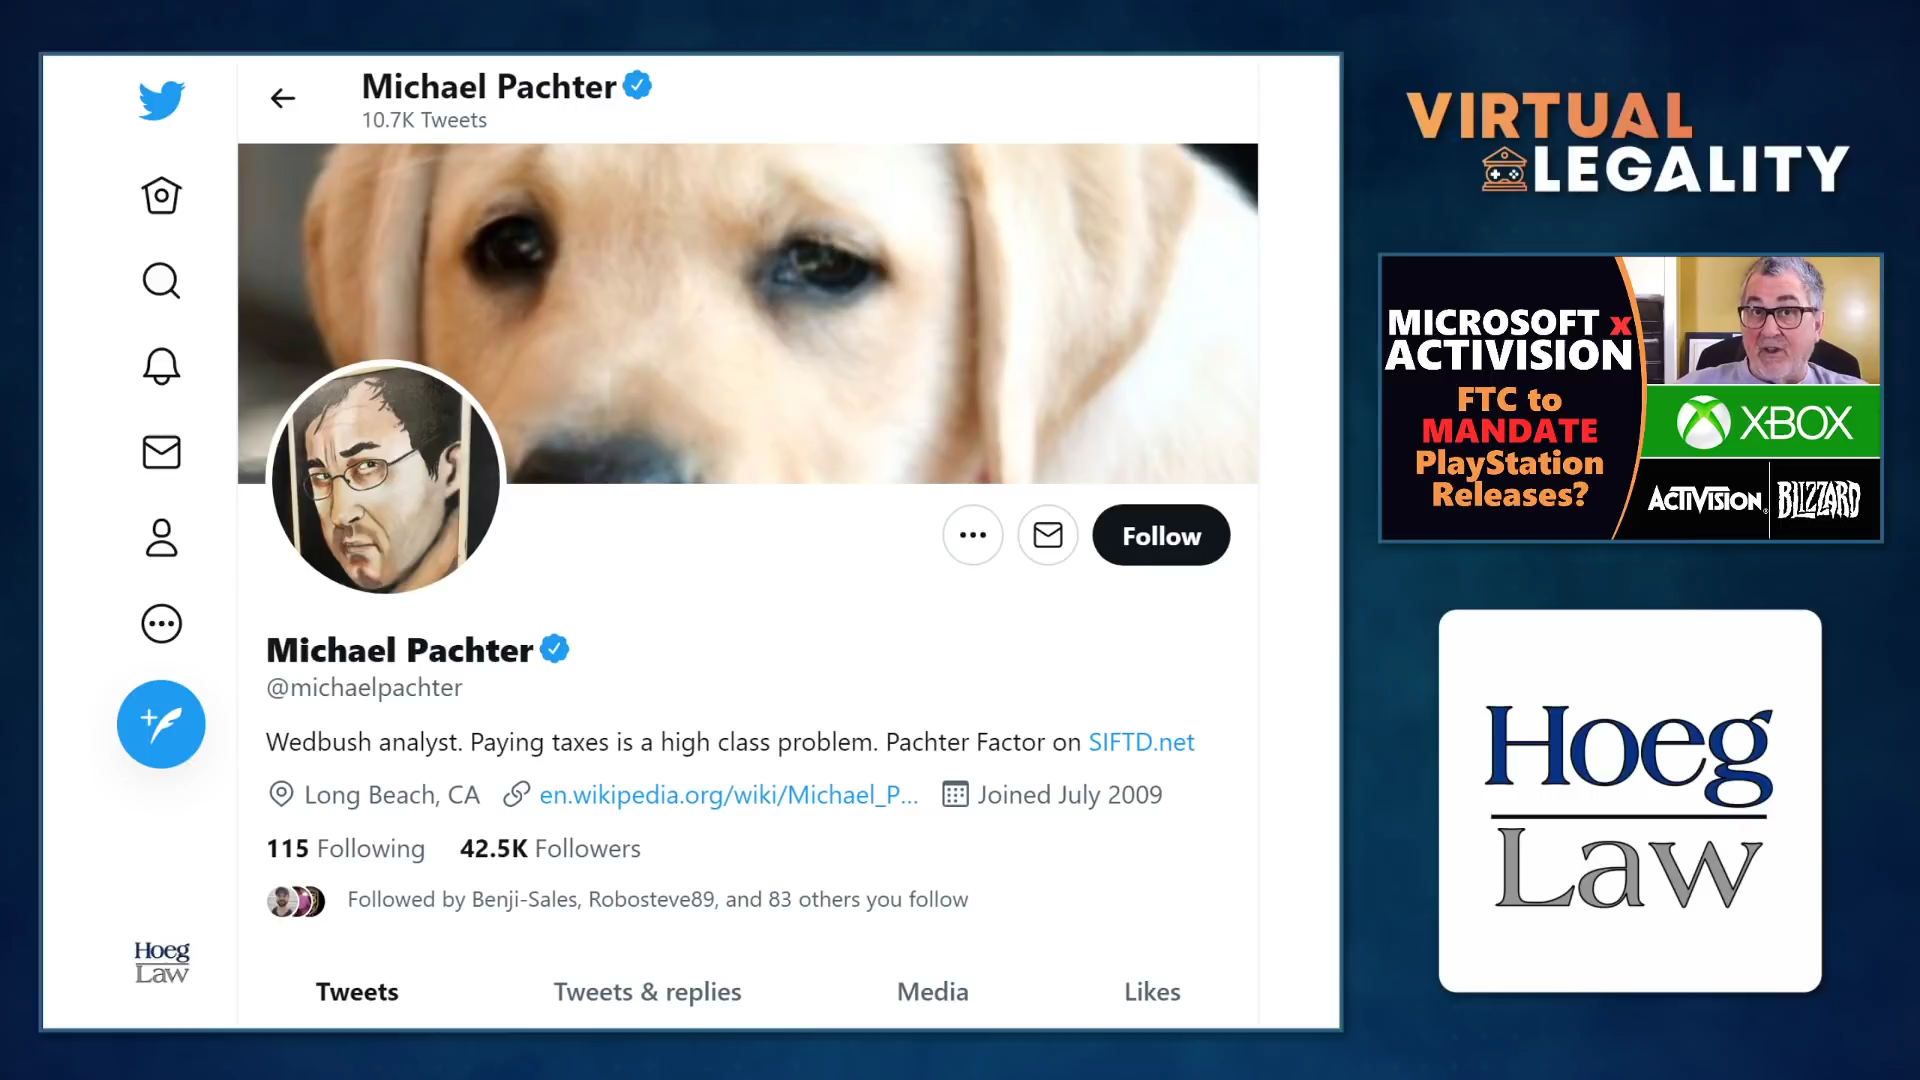 Michael Pachter
10.7K Tweets
Follow
Michael Pachter
@michaelpachter
Wedbush analyst. Paying taxes is a high class problem. Pachter Factor on SIFTD.net
Long Beach, CA en.wikipedia.org/wiki/Michael_P... Joined July 2009
115 Following 42.5K Followers
Followed by Benji-Sales, Robosteve89, and 83 others you follow
Hoeg
Law
Tweets Tweets & replies Media Likes
VIRTUAL
LEGALITY
MICROSOFT x
ACTIVISION
FTC to
MANDATE
PlayStation
Releases?
XBOX
ACTIVISION BLIZZARD
Hoeg
Law